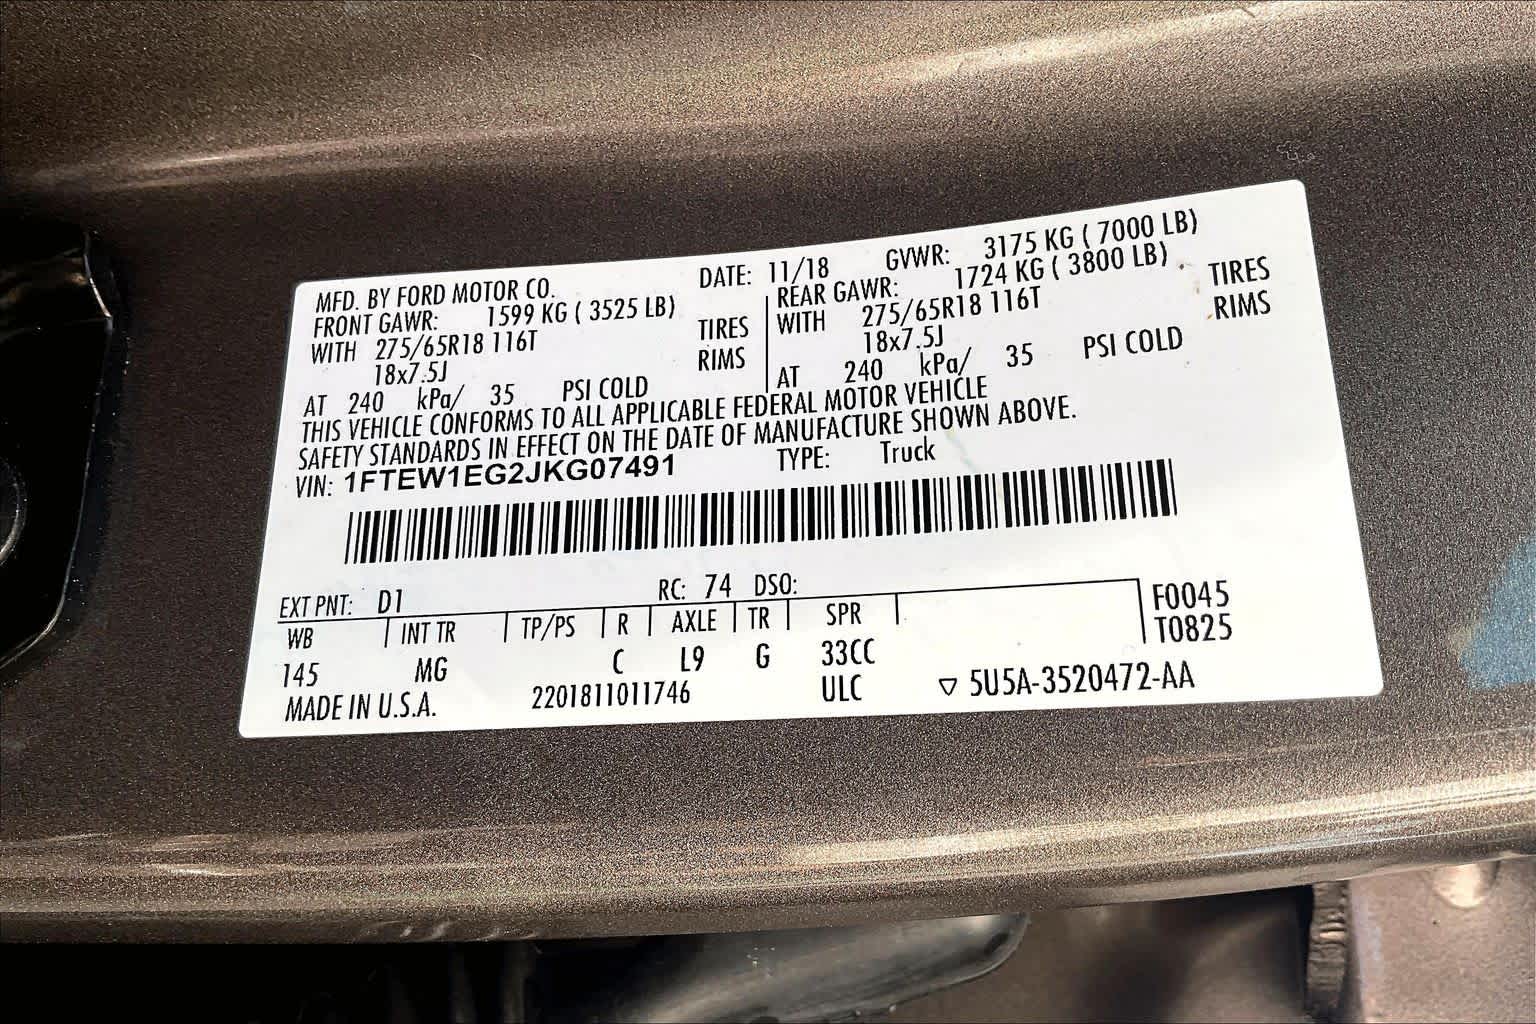 MFD. BY FORD MOTOR CO. DATE: 11/18 GVWR: 3175 KG ( 7000 LB)
FRONT GAWR: 1599 KG ( 3525 LB) REAR GAWR: 1724 KG ( 3800 LB)
WITH 275/65R18 116T TIRES WITH 275/65R18 116T TIRES
18x7.5J RIMS 18x7.5J RIMS
AT 240 kPa/ 35 PSI COLD AT 240 kPa/ 35 PSI COLD
THIS VEHICLE CONFORMS TO ALL APPLICABLE FEDERAL MOTOR VEHICLE
SAFETY STANDARDS IN EFFECT ON THE DATE OF MANUFACTURE SHOWN ABOVE.
VIN: 1FTEW1EG2JKG07491 TYPE: Truck
EXT PNT: D1 RC: 74 DSO:
WB INT TR TP/PS R AXLE TR SPR F0045
T0825
145 MG C L9 G 33CC
MADE IN U.S.A. 2201811011746 ULC ▽ 5U5A-3520472-AA